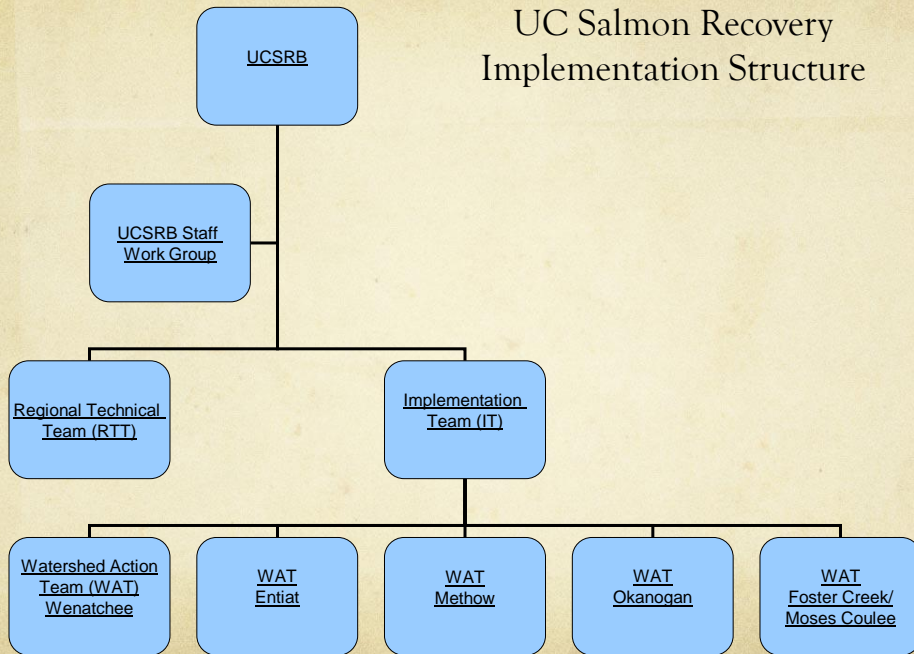 UC Salmon Recovery
Implementation Structure
UCSRB
UCSRB Staff
Work Group
Regional Technical
Team (RTT)
Implementation
Team (IT)
Watershed Action
Team (WAT)
Wenatchee
WAT
Entiat
WAT
Methow
WAT
Okanogan
WAT
Foster Creek/
Moses Coulee